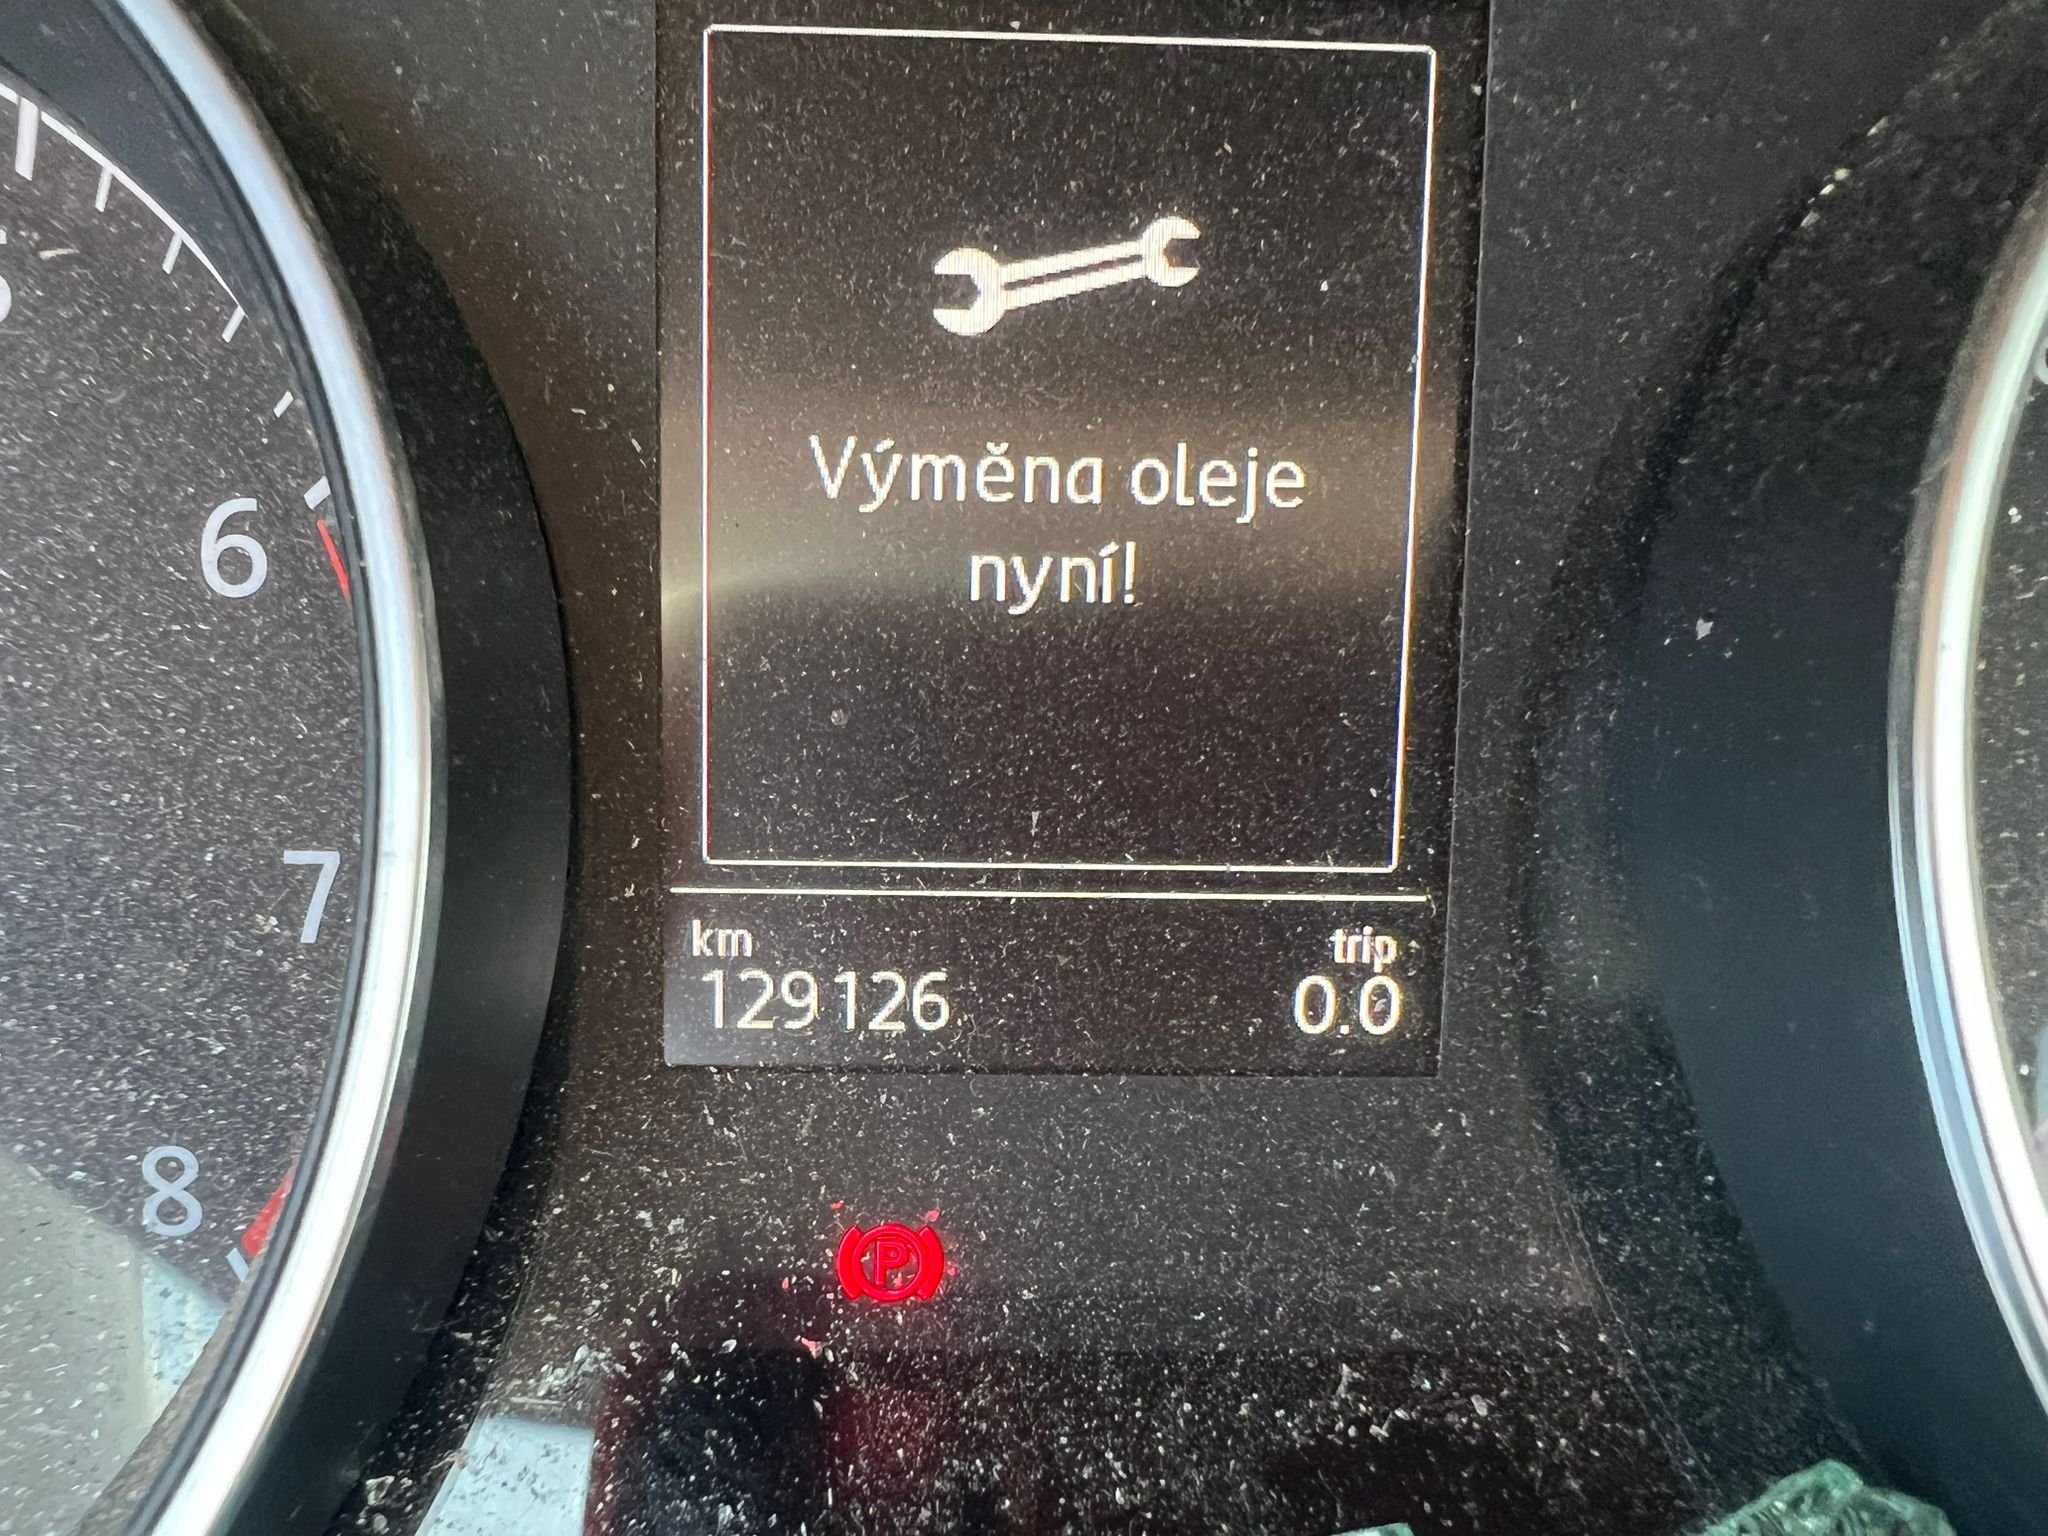 Výměna oleje
nyní!
km
trip
129126
0.0
6
7
8
P